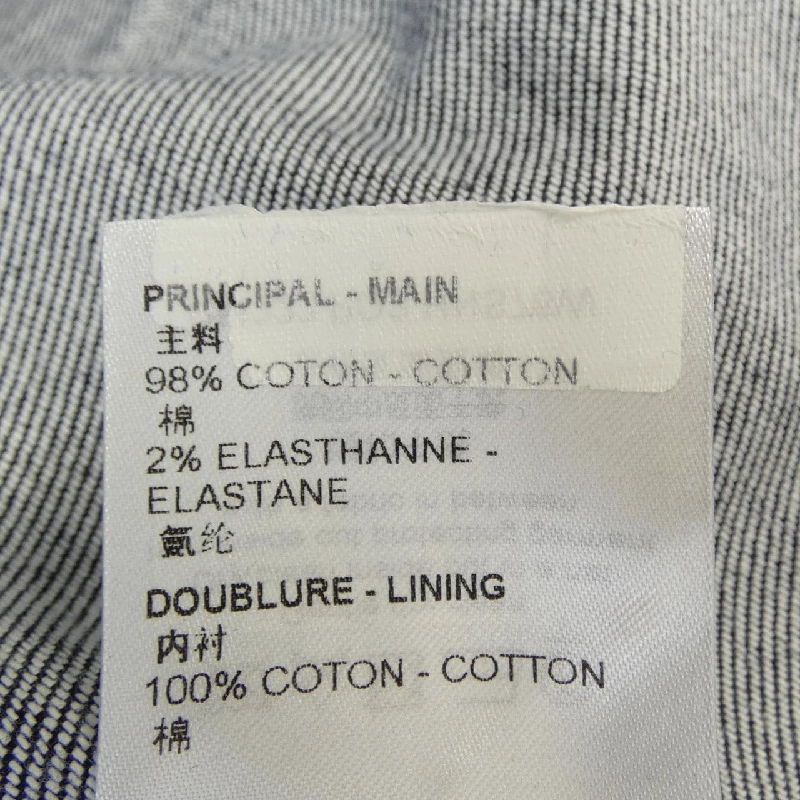 PRINCIPAL - MAIN
主料
98% COTON - COTTON
棉
2% ELASTHANNE -
ELASTANE
氨纶
DOUBLURE - LINING
内衬
100% COTON - COTTON
棉